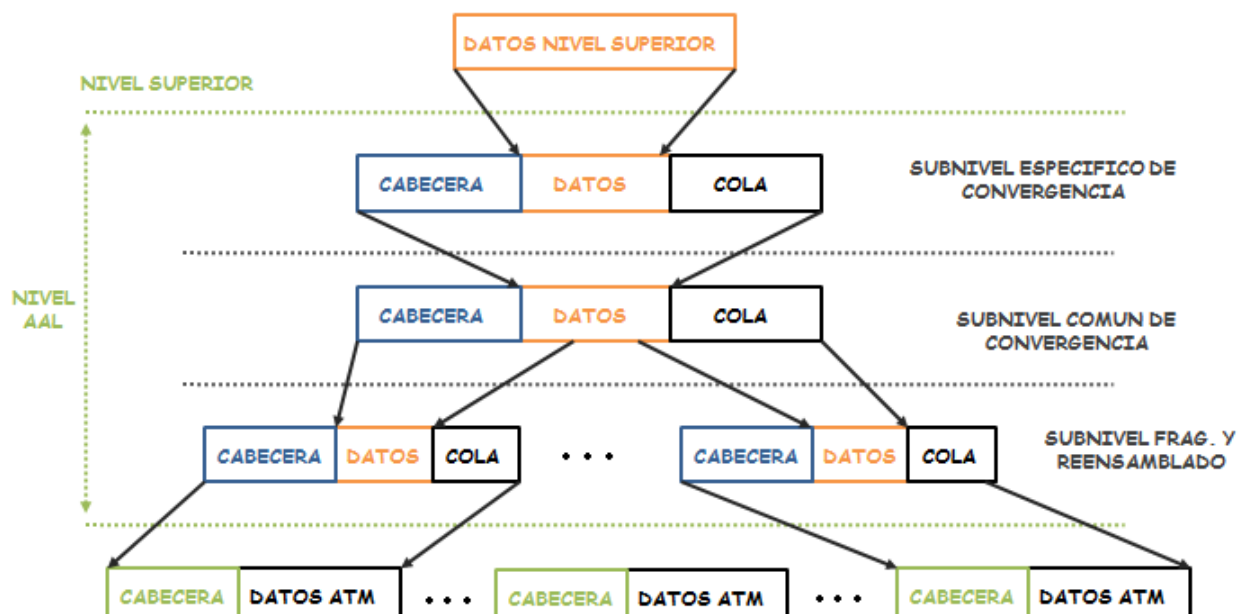 DATOS NIVEL SUPERIOR
NIVEL SUPERIOR
CABECERA DATOS COLA
SUBNIVEL ESPECIFICO DE
CONVERGENCIA
NIVEL
AAL
CABECERA DATOS COLA
SUBNIVEL COMUN DE
CONVERGENCIA
CABECERA DATOS COLA ... CABECERA DATOS COLA
SUBNIVEL FRAG. Y
REENSAMBLADO
CABECERA DATOS ATM ... CABECERA DATOS ATM ... CABECERA DATOS ATM